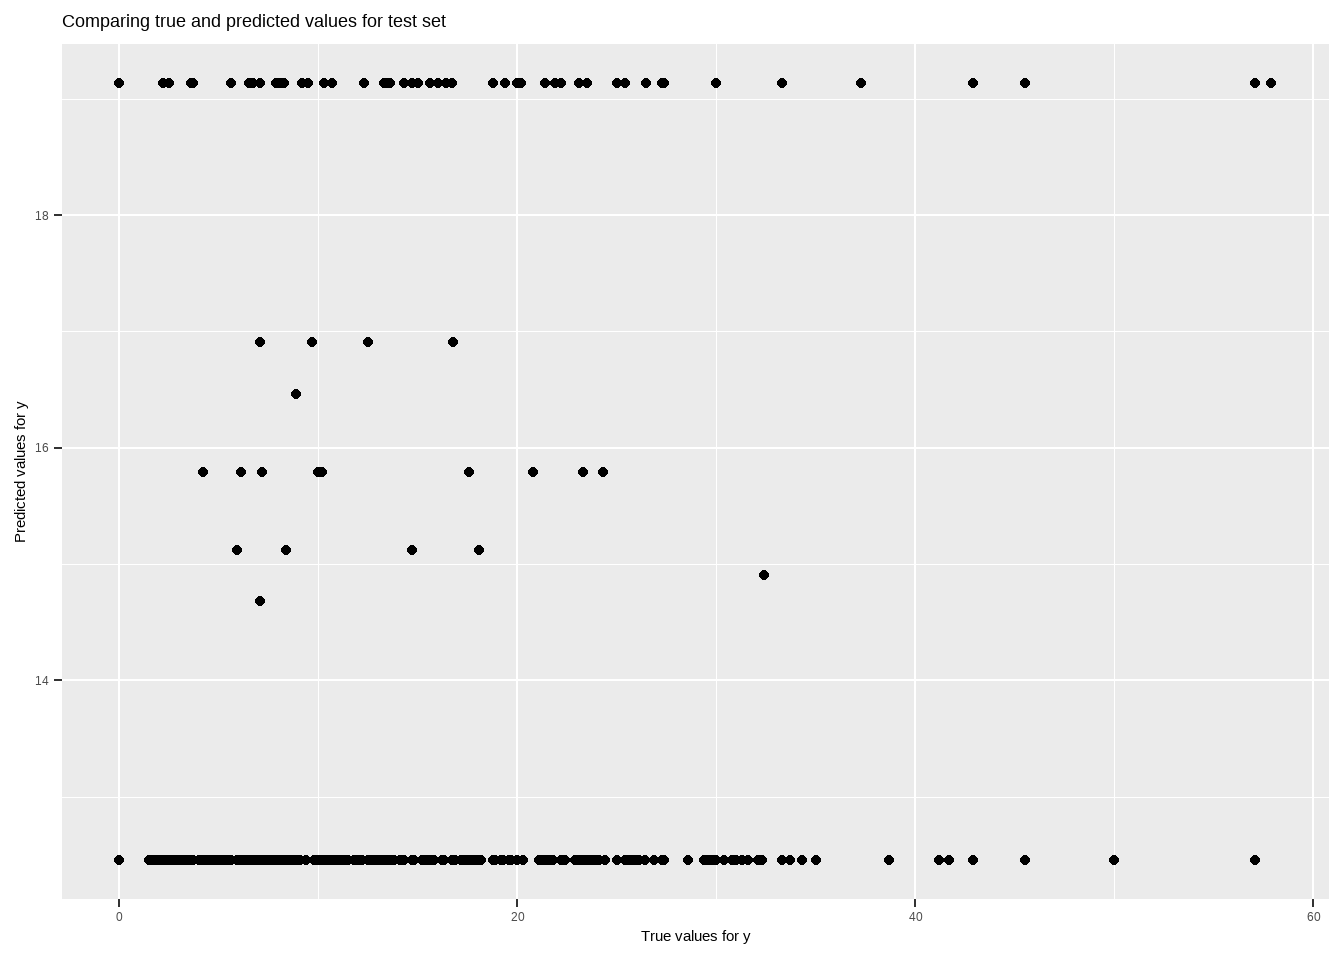 Comparing true and predicted values for test set
18
16
14
Predicted values for y
0
20
40
60
True values for y